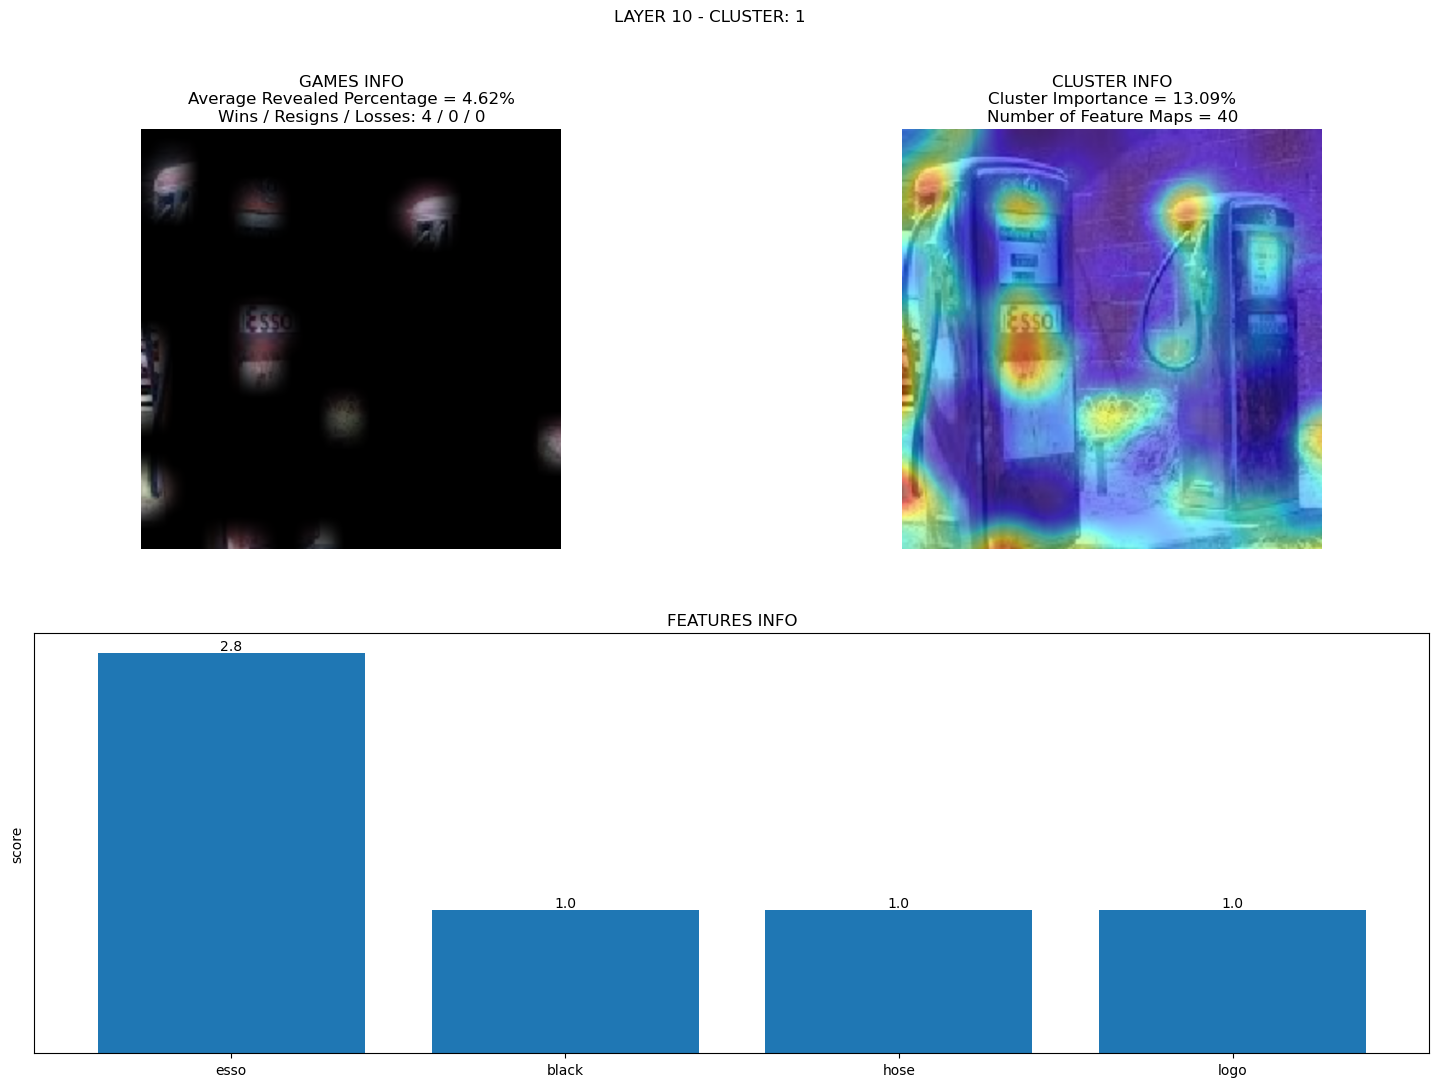 LAYER 10 - CLUSTER: 1
GAMES INFO
Average Revealed Percentage = 4.62%
Wins / Resigns / Losses: 4 / 0 / 0
CLUSTER INFO
Cluster Importance = 13.09%
Number of Feature Maps = 40
ESSO
ESSO
FEATURES INFO
score
2.8
1.0
1.0
1.0
esso
black
hose
logo